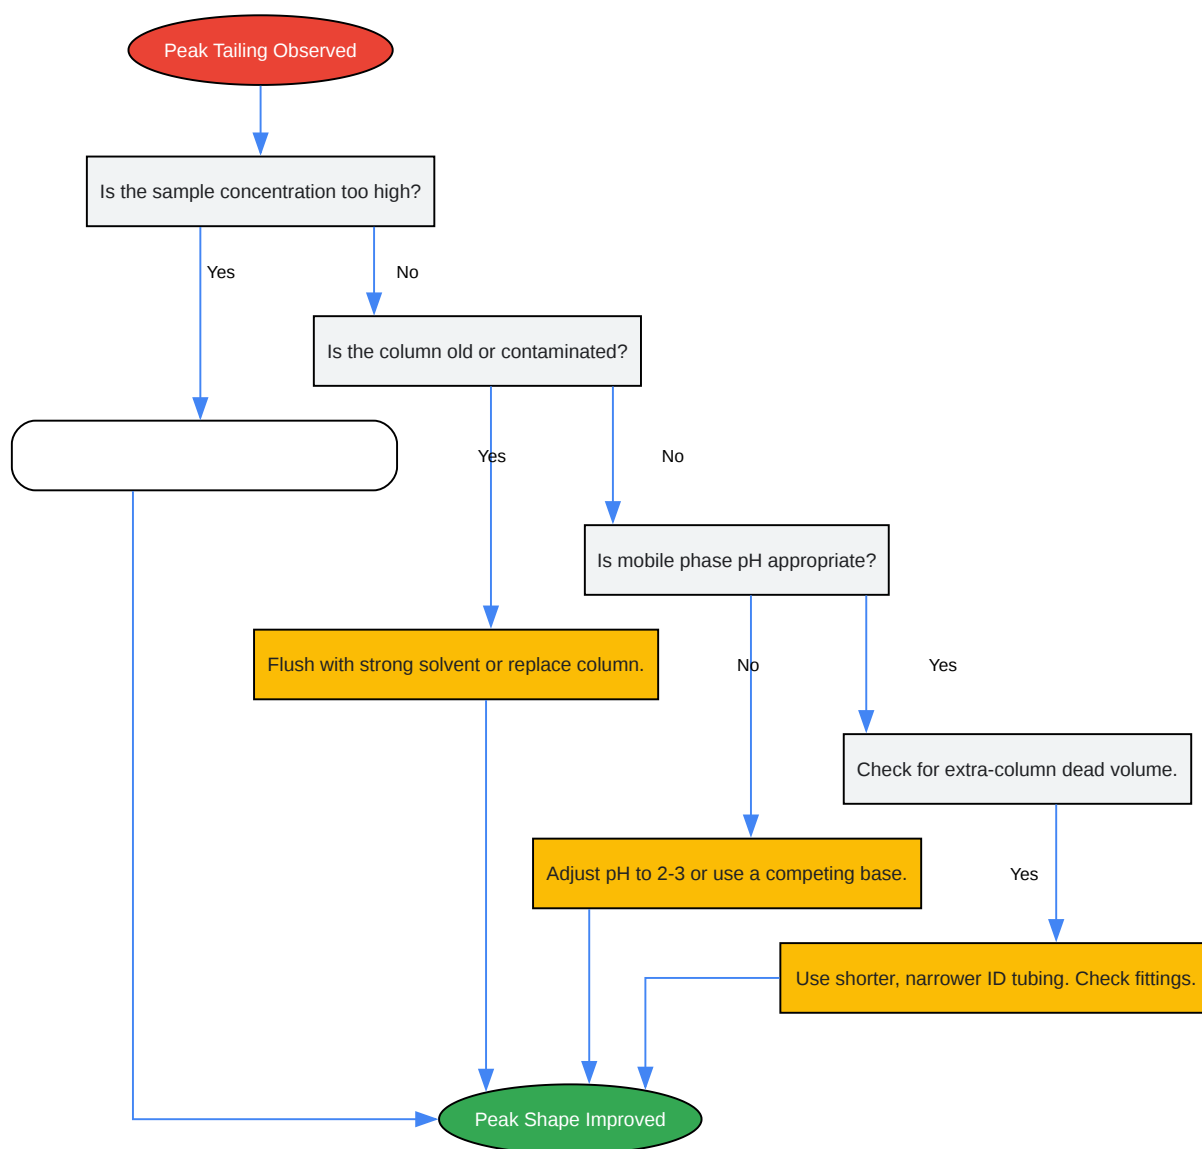 Peak Tailing Observed
Is the sample concentration too high?
Yes
No
Is the column old or contaminated?
Yes
No
Is mobile phase pH appropriate?
Flush with strong solvent or replace column.
No
Yes
Check for extra-column dead volume.
Adjust pH to 2-3 or use a competing base.
Yes
Use shorter, narrower ID tubing. Check fittings.
Peak Shape Improved